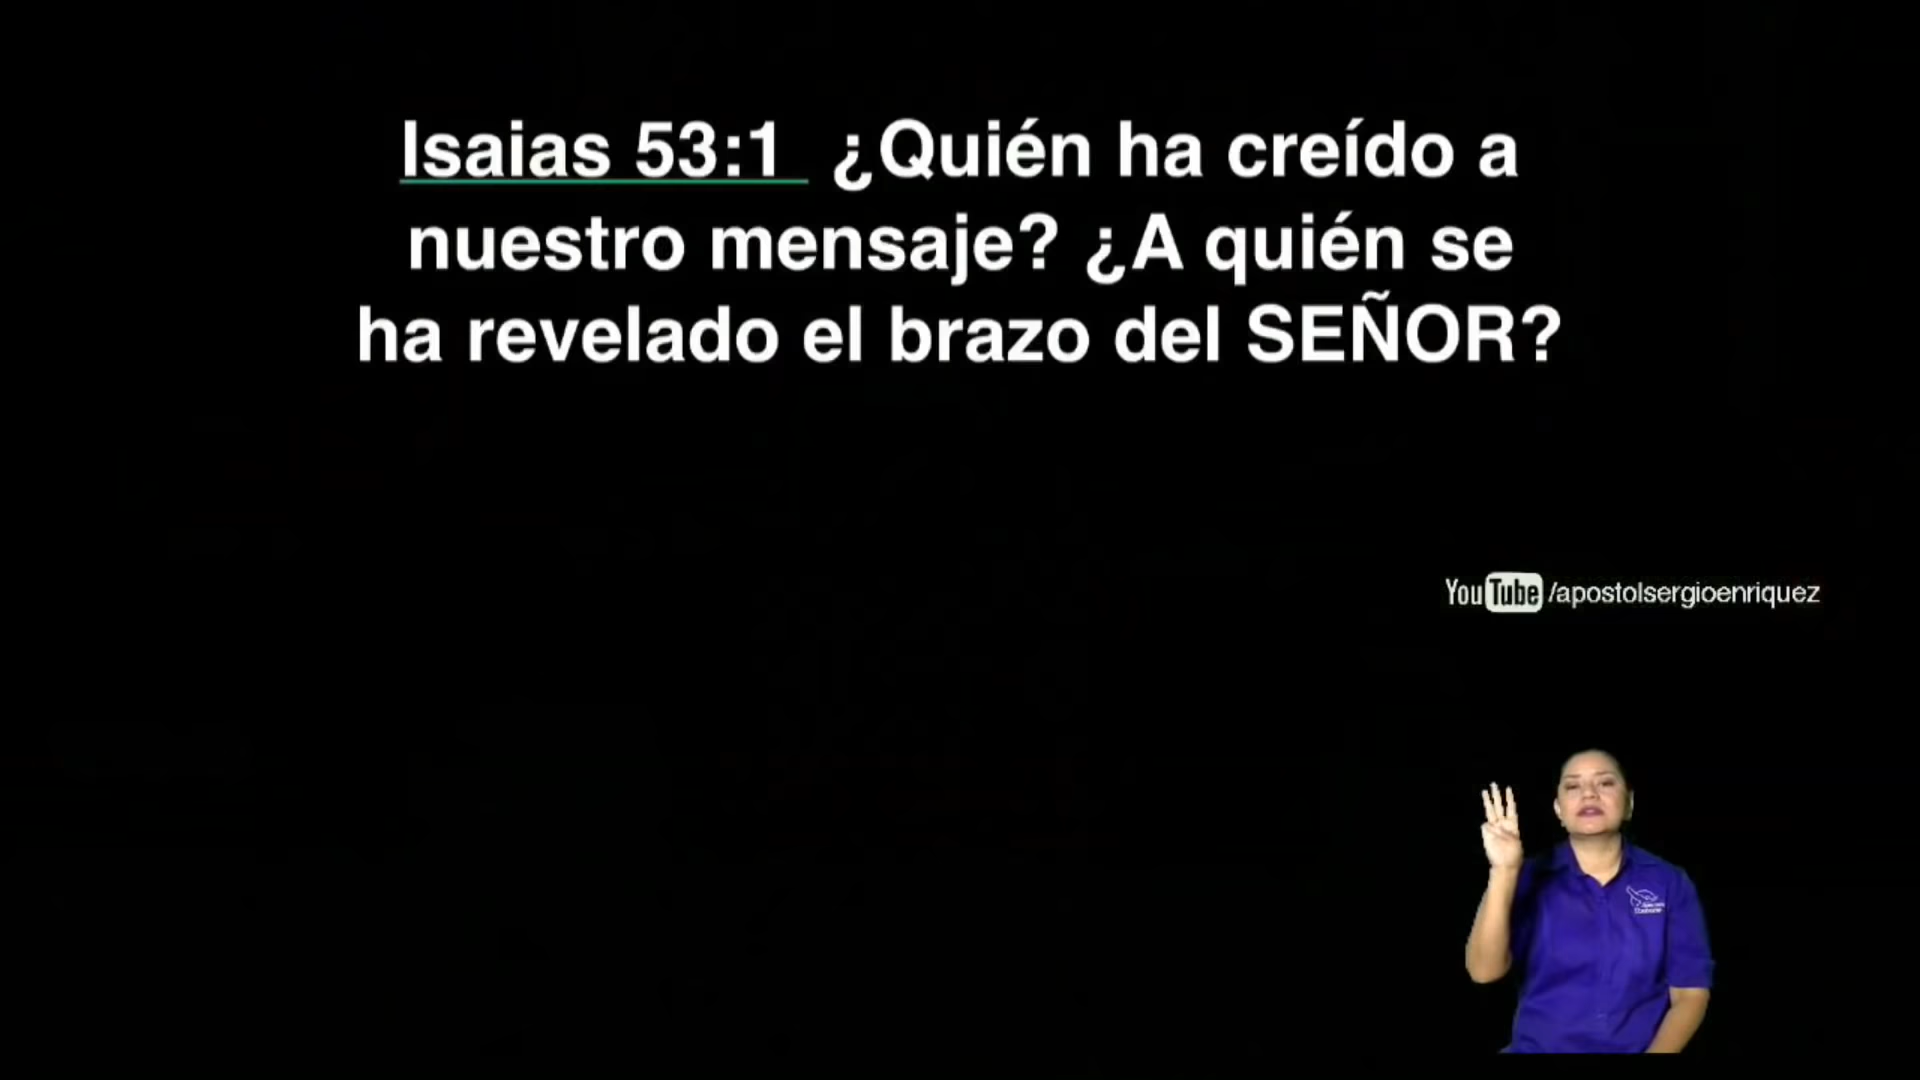 Isaias 53:1 ¿Quién ha creído a
nuestro mensaje? ¿A quién se
ha revelado el brazo del SEÑOR?
YouTube/apostolsergioenriquez